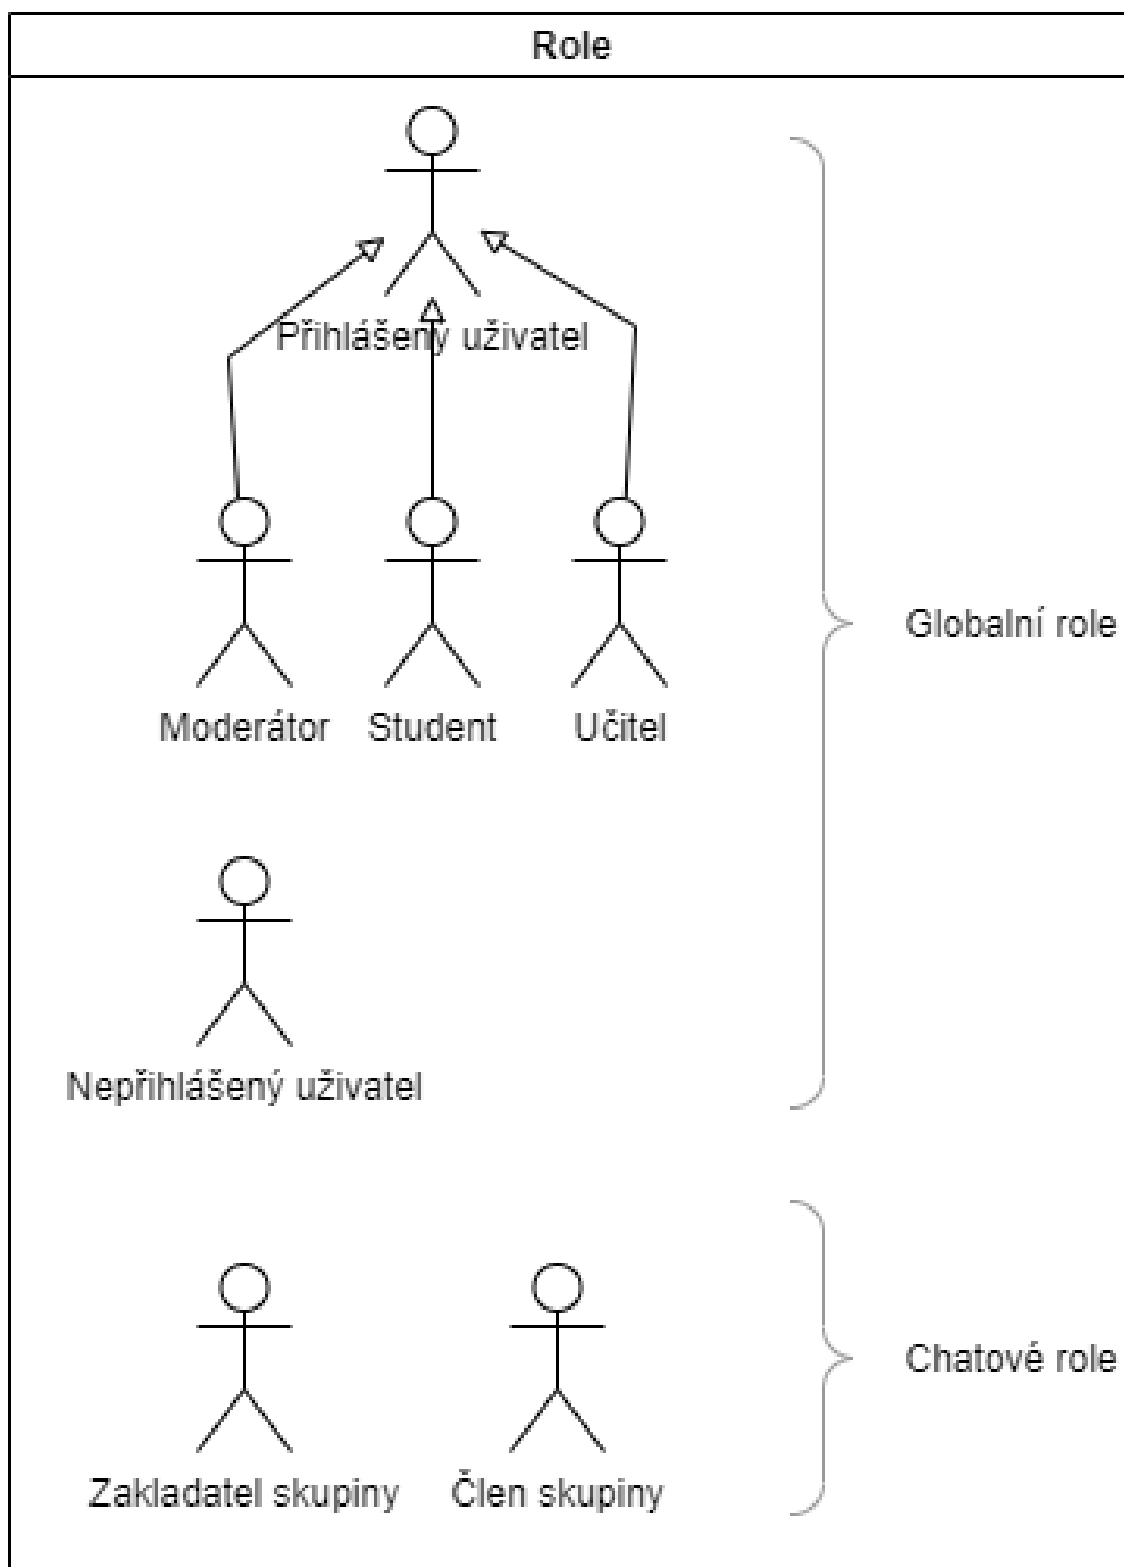 Role
Přihlášený uživatel
Globalní role
Moderátor
Student
Učitel
Nepřihlášený uživatel
Chatové role
Zakladatel skupiny
Člen skupiny